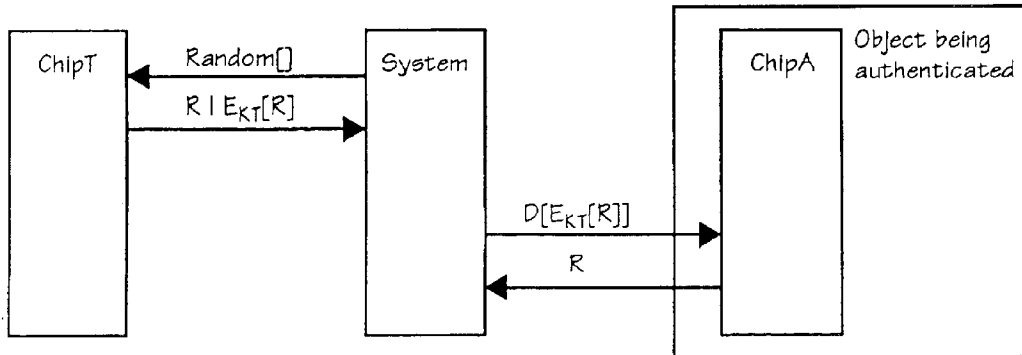 ChipT
Random[]
System
ChipA
Object being
authenticated
R | E_KT[R]
D[E_KT[R]]
R